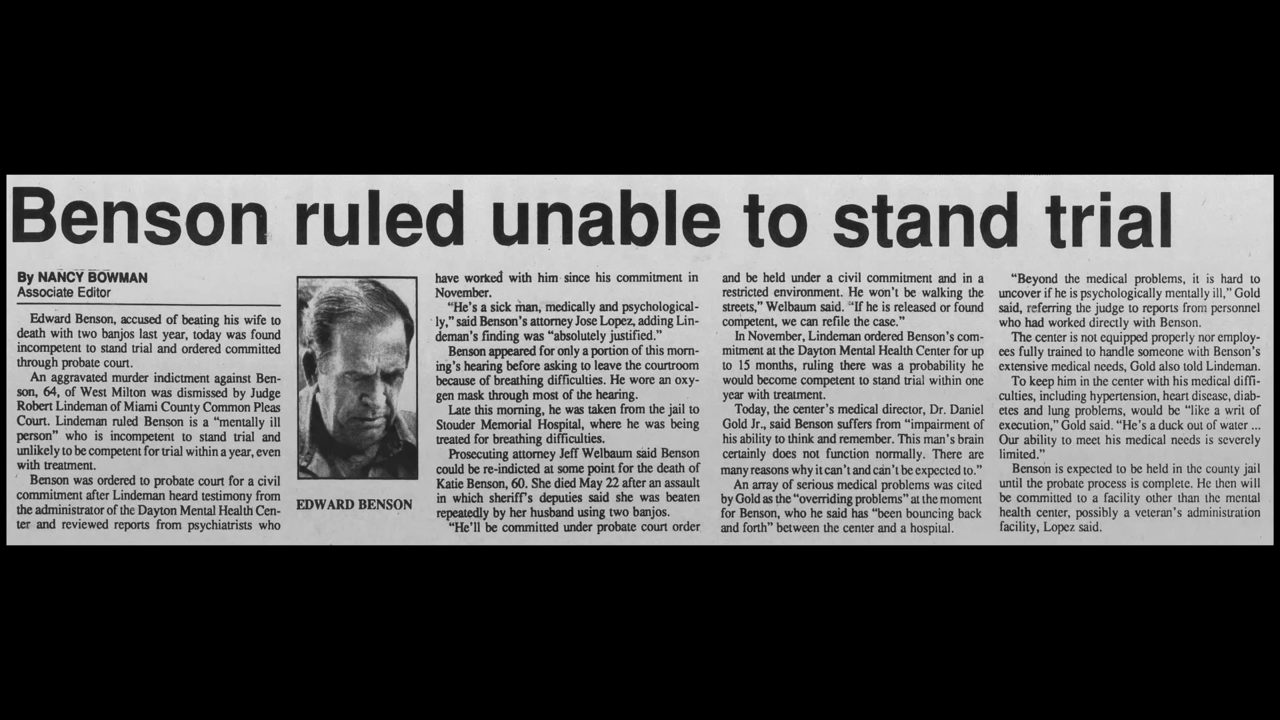 Benson ruled unable to stand trial
By NANCY BOWMAN
Associate Editor
Edward Benson, accused of beating his wife to
death with two banjos last year, today was found
incompetent to stand trial and ordered committed
through probate court.
An aggravated murder indictment against Ben-
son, 64, of West Milton was dismissed by Judge
Robert Lindeman of Miami County Common Pleas
Court. Lindeman ruled Benson is a “mentally ill
person” who is incompetent to stand trial and
unlikely to be competent for trial within a year, even
with treatment.
Benson was ordered to probate court for a civil
commitment after Lindeman heard testimony from
the administrator of the Dayton Mental Health Cen-
ter and reviewed reports from psychiatrists who
EDWARD BENSON
have worked with him since his commitment in
November.
“He’s a sick man, medically and psychological-
ly,” said Benson’s attorney Jose Lopez, adding Lin-
deman’s finding was “absolutely justified.”
Benson appeared for only a portion of this morn-
ing’s hearing before asking to leave the courtroom
because of breathing difficulties. He wore an oxy-
gen mask through most of the hearing.
Late this morning, he was taken from the jail to
Stouder Memorial Hospital, where he was being
treated for breathing difficulties.
Prosecuting attorney Jeff Welbaum said Benson
could be re-indicted at some point for the death of
Katie Benson, 60. She died May 22 after an assault
in which sheriff’s deputies said she was beaten
repeatedly by her husband using two banjos.
“He’ll be committed under probate court order
and be held under a civil commitment and in a
restricted environment. He won’t be walking the
streets,” Welbaum said. “If he is released or found
competent, we can refile the case.”
In November, Lindeman ordered Benson’s com-
mitment at the Dayton Mental Health Center for up
to 15 months, ruling there was a probability he
would become competent to stand trial within one
year with treatment.
Today, the center’s medical director, Dr. Daniel
Gold Jr., said Benson suffers from “impairment of
his ability to think and remember. This man’s brain
certainly does not function normally. There are
many reasons why it can’t and can’t be expected to.”
An array of serious medical problems was cited
by Gold as the “overriding problems” at the moment
for Benson, who he said has “been bouncing back
and forth” between the center and a hospital.
“Beyond the medical problems, it is hard to
uncover if he is psychologically mentally ill,” Gold
said, referring the judge to reports from personnel
who had worked directly with Benson.
The center is not equipped properly nor employ-
ees fully trained to handle someone with Benson’s
extensive medical needs, Gold also told Lindeman.
To keep him in the center with his medical diffi-
culties, including hypertension, heart disease, diab-
etes and lung problems, would be “like a writ of
execution,” Gold said. “He’s a duck out of water ...
Our ability to meet his medical needs is severely
limited.”
Benson is expected to be held in the county jail
until the probate process is complete. He then will
be committed to a facility other than the mental
health center, possibly a veteran’s administration
facility, Lopez said.